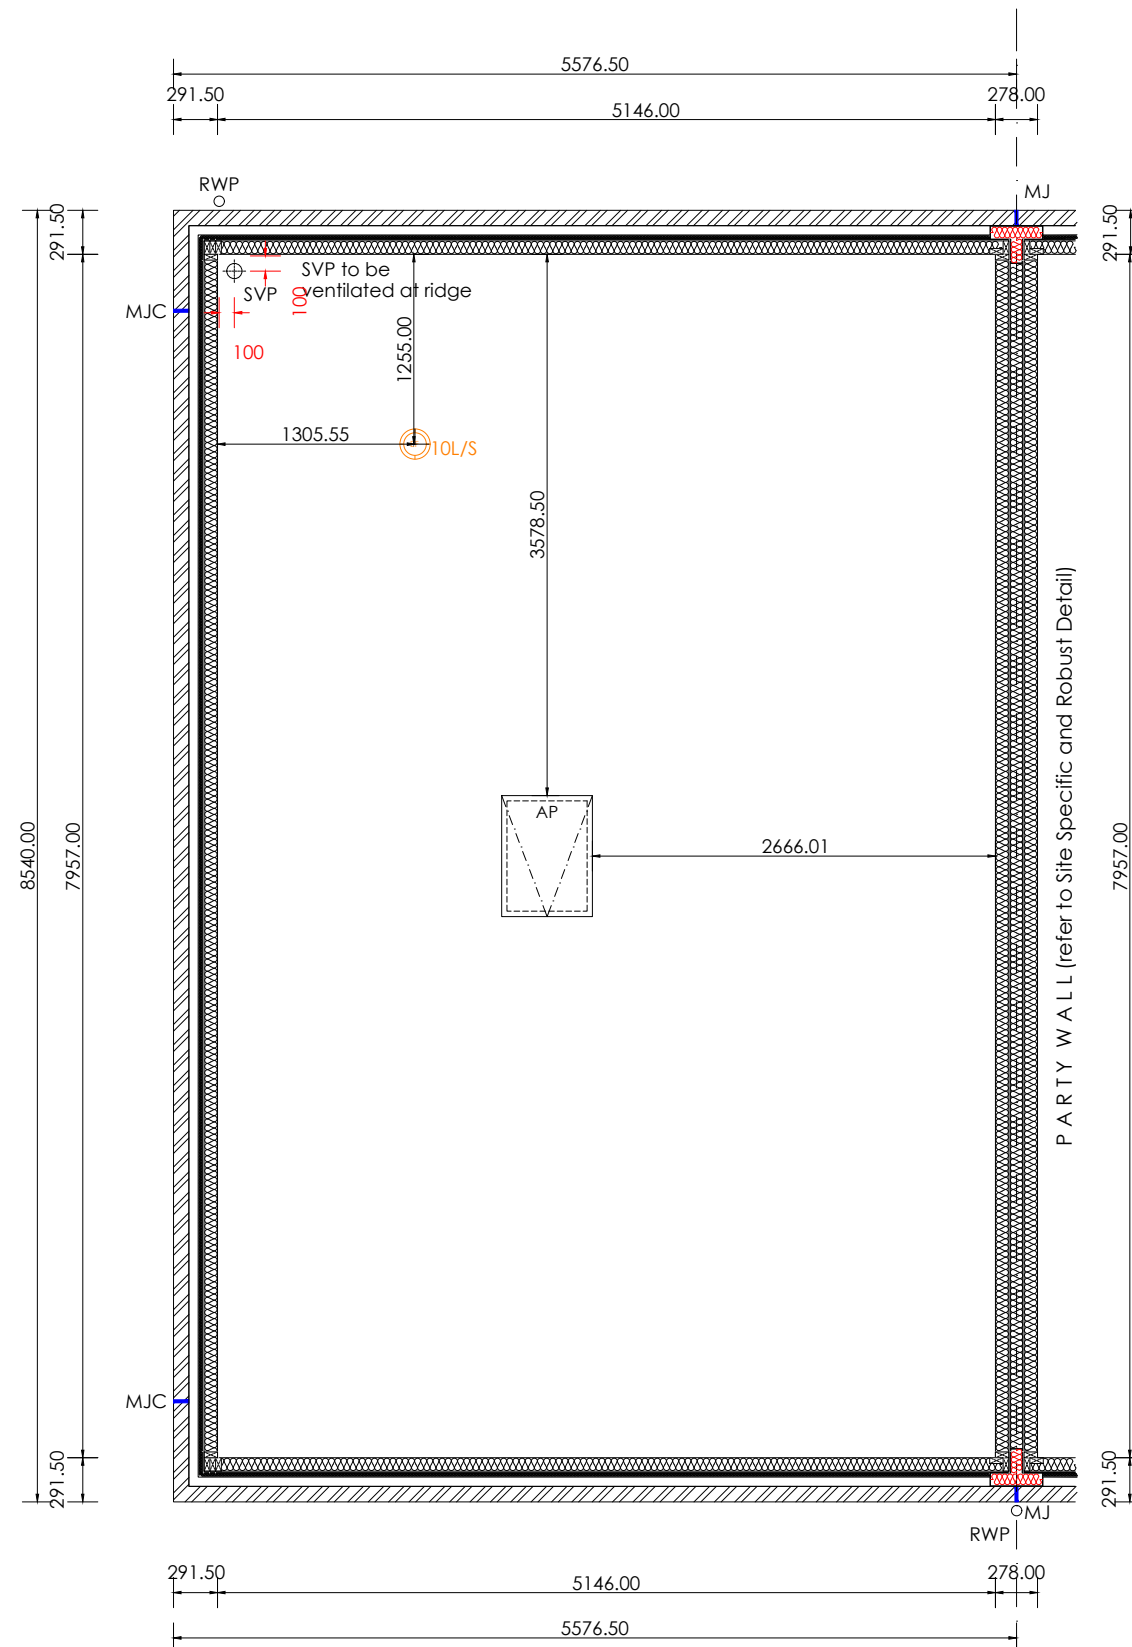 5576.50
291.50
5146.00
278.00
RWP
MJ
291.50
291.50
SVP to be
ventilated at ridge
SVP
100
MJC
100
1255.00
1305.55
10L/S
3578.50
AP
2666.01
PARTY WALL (refer to Site Specific and Robust Detail)
8540.00
7957.00
7957.00
MJC
291.50
291.50
MJ
RWP
291.50
5146.00
278.00
5576.50